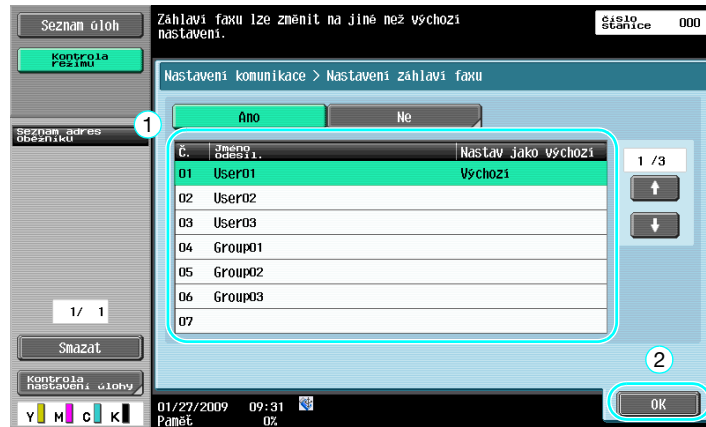 Seznam úloh
Kontrola
režimu
Seznam adres
oběžníků
1/ 1
Smazat
Kontrola
nastavení úlohy
Y M C K
Záhlaví faxu lze změnit na jiné než výchozí
nastavení.
číslo
stanice 000
Nastavení komunikace > Nastavení záhlaví faxu
1
Ano Ne
Č. Jméno odesíl. Nastav jako výchozí
01 User01 Výchozí
02 User02
03 User03
04 Group01
05 Group02
06 Group03
07
1 /3
2
OK
01/27/2009 09:31
Paměť 0%